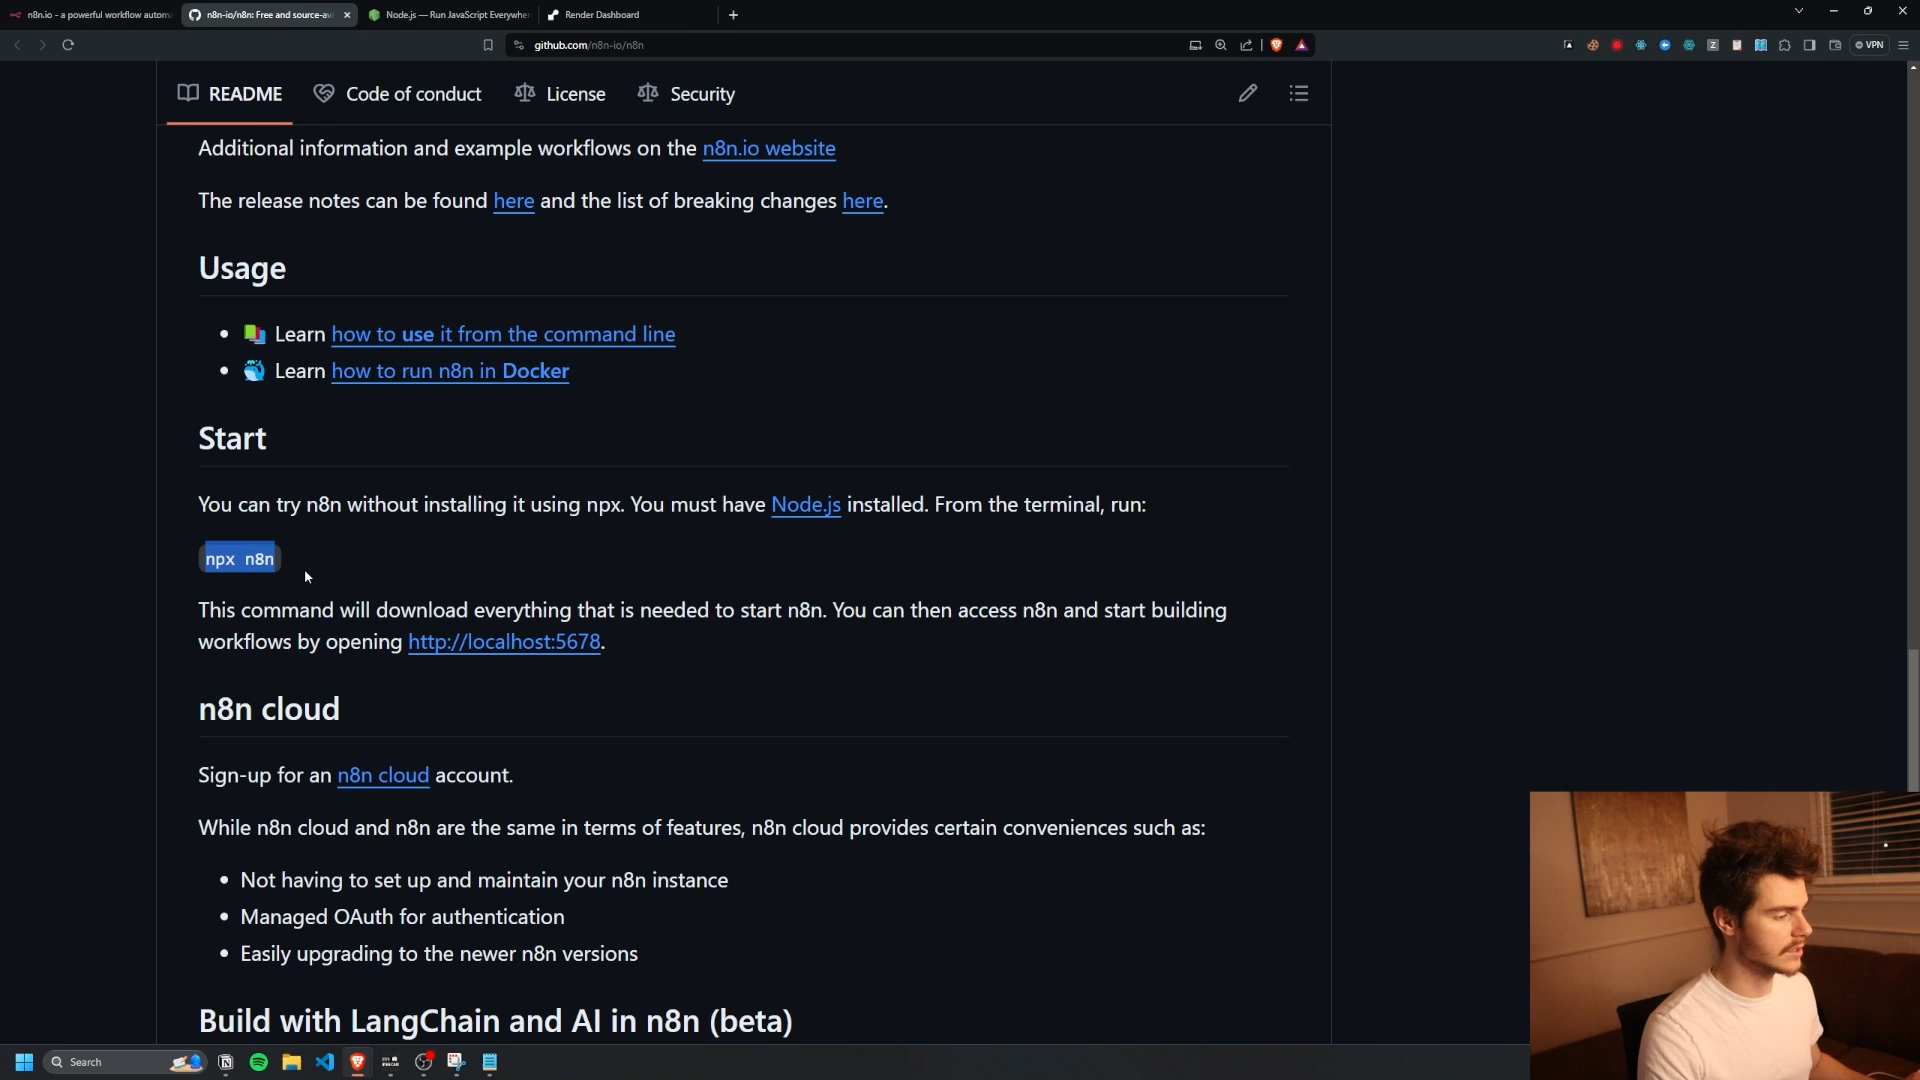 n8n.io - a powerful workflow autom
n8n-io/n8n: Free and source-av
Node.js — Run JavaScript Everywher
Render Dashboard
github.com/n8n-io/n8n
VPN
README
Code of conduct
License
Security
Additional information and example workflows on the n8n.io website
The release notes can be found here and the list of breaking changes here.
Usage
Learn how to use it from the command line
Learn how to run n8n in Docker
Start
You can try n8n without installing it using npx. You must have Node.js installed. From the terminal, run:
npx n8n
This command will download everything that is needed to start n8n. You can then access n8n and start building
workflows by opening http://localhost:5678.
n8n cloud
Sign-up for an n8n cloud account.
While n8n cloud and n8n are the same in terms of features, n8n cloud provides certain conveniences such as:
• Not having to set up and maintain your n8n instance
• Managed OAuth for authentication
• Easily upgrading to the newer n8n versions
Build with LangChain and AI in n8n (beta)
Search